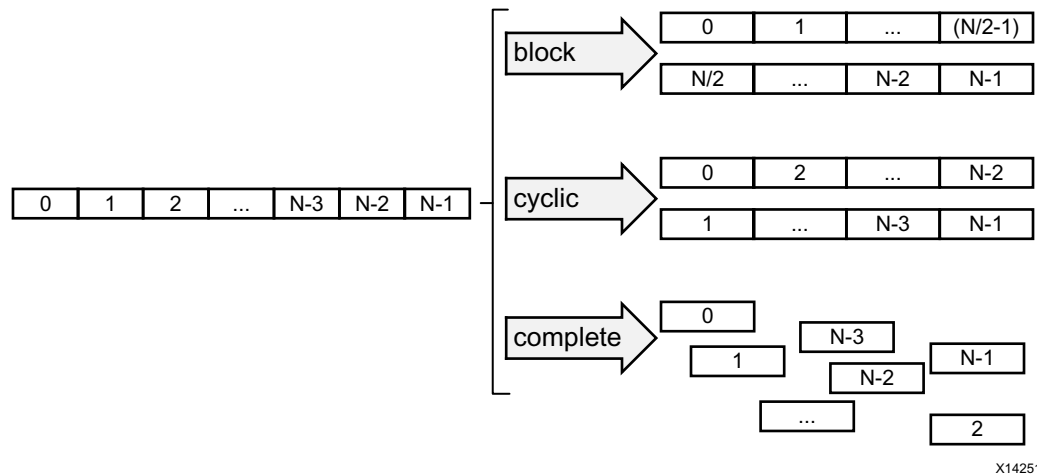 0 1 ... (N/2-1)
block
N/2 ... N-2 N-1
0 2 ... N-2
0 1 2 ... N-3 N-2 N-1
cyclic
1 ... N-3 N-1
0
complete
N-3
1
N-1
N-2
...
2
X14251